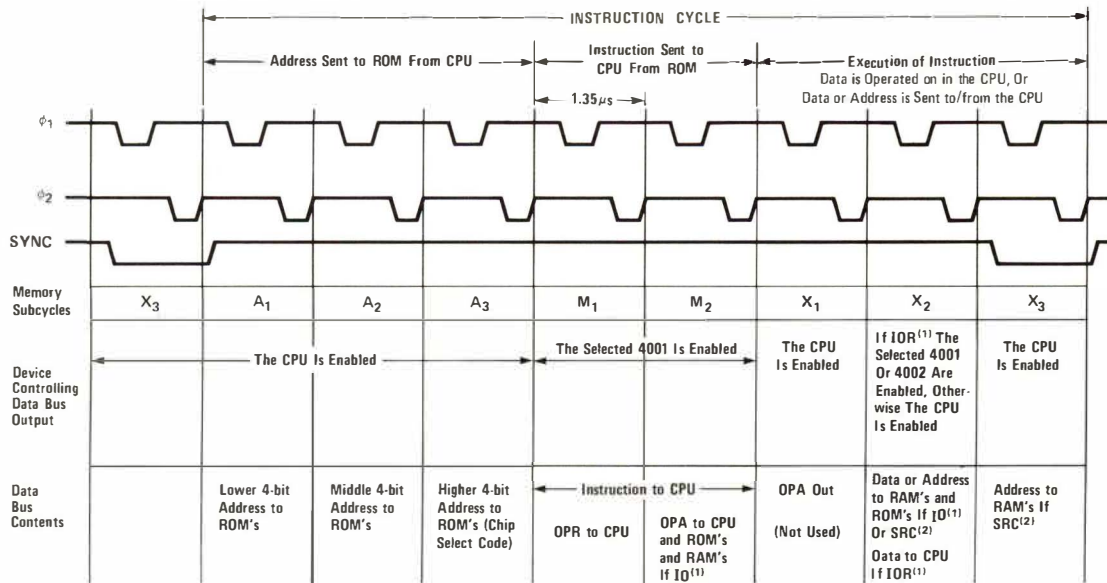 INSTRUCTION CYCLE
Address Sent to ROM From CPU
Instruction Sent to
CPU From ROM
Execution of Instruction
Data is Operated on in the CPU, Or
Data or Address is Sent to/from the CPU
1.35μs
ϕ1
ϕ2
SYNC
Memory
Subcycles
X3
A1
A2
A3
M1
M2
X1
X2
X3
Device
Controlling
Data Bus
Output
The CPU Is Enabled
The Selected 4001 Is Enabled
The CPU
Is Enabled
If IOR(1) The
Selected 4001
Or 4002 Are
Enabled, Other-
wise The CPU
Is Enabled
The CPU
Is Enabled
Data
Bus
Contents
Lower 4-bit
Address to
ROM's
Middle 4-bit
Address to
ROM's
Higher 4-bit
Address to
ROM's (Chip
Select Code)
Instruction to CPU
OPR to CPU
OPA to CPU
and ROM's
and RAM's
If IO(1)
OPA Out
(Not Used)
Data or Address
to RAM's and
ROM's If IO(1)
Or SRC(2)
Data to CPU
If IOR(1)
Address to
RAM's If
SRC(2)